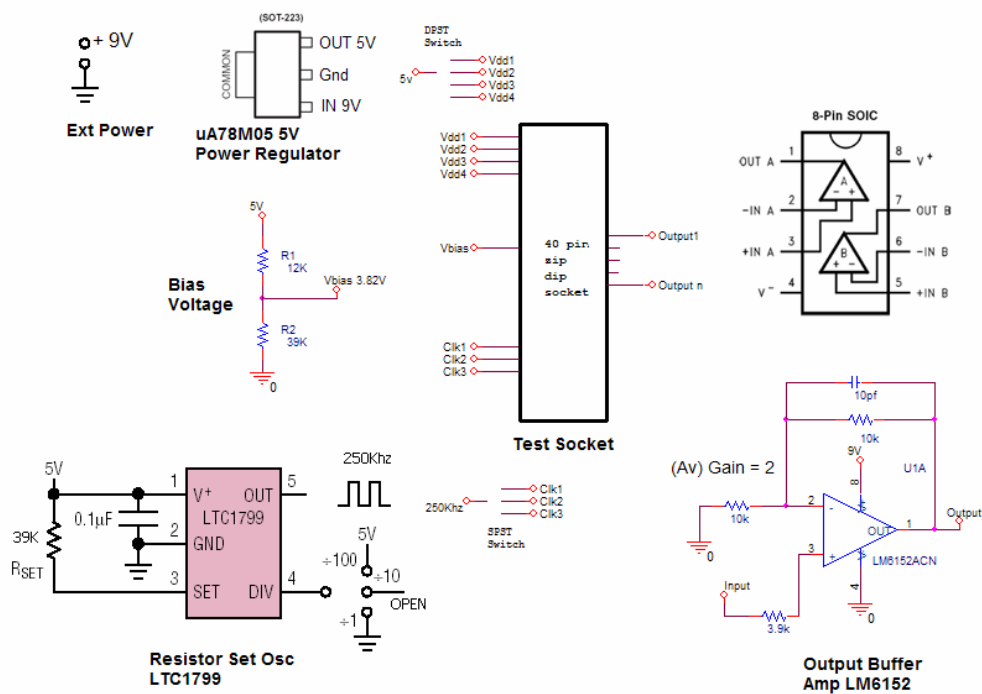 + 9V
Ext Power
(SOT-223)
COMMON
OUT 5V
Gnd
IN 9V
uA78M05 5V
Power Regulator
DPST
Switch
5v
Vdd1
Vdd2
Vdd3
Vdd4
Vdd1
Vdd2
Vdd3
Vdd4
Vbias
Clk1
Clk2
Clk3
40 pin
zip
dip
socket
Output1
Output n
Test Socket
8-Pin SOIC
OUT A 1
-IN A 2
+IN A 3
V- 4
8 V+
7 OUT B
6 -IN B
5 +IN B
A
- +
B
+ -
5V
R1
12K
Vbias 3.82V
R2
39K
0
Bias
Voltage
5V
0.1µF
39K
RSET
1 V+
2 GND
3 SET
OUT 5
DIV 4
LTC1799
250Khz
5V
÷100
÷10
OPEN
÷1
Resistor Set Osc
LTC1799
250Khz
Clk1
Clk2
Clk3
SPST
Switch
10pf
10k
(Av) Gain = 2
9V
U1A
10k
0
2
-
8
OUT
1
Output
3
+
LM6152ACN
4
0
Input
3.9k
Output Buffer
Amp LM6152